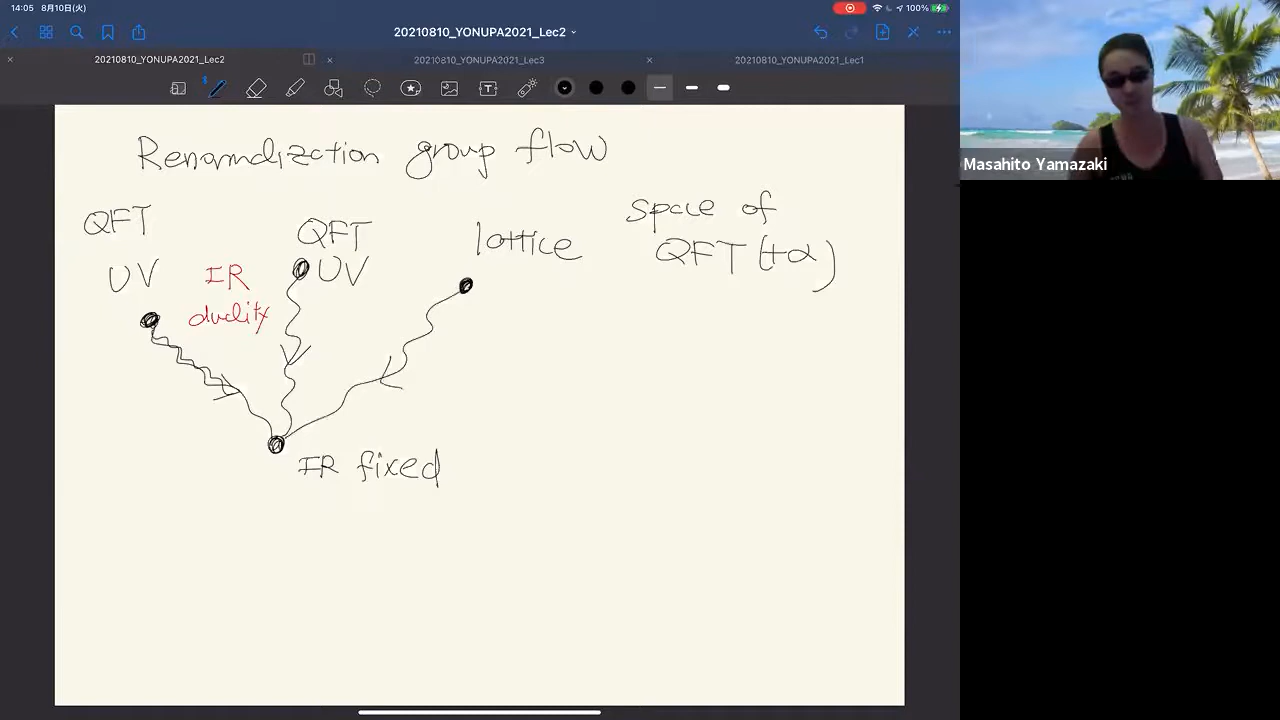 14:05 8月10日(火)
100%
20210810_YONUPA2021_Lec2
20210810_YONUPA2021_Lec2
20210810_YONUPA2021_Lec3
20210810_YONUPA2021_Lec1
Masahito Yamazaki
Renormalization group flow
QFT
UV
IR
duality
QFT
UV
lattice
space of
QFT (+α)
IR fixed